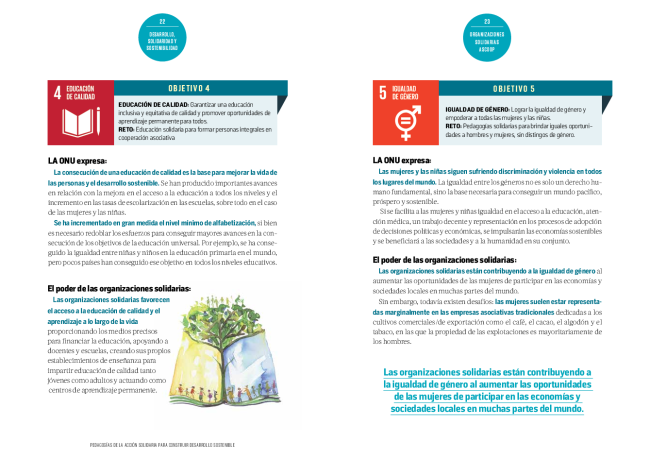 22
DESARROLLO,
SOLIDARIDAD Y
SOSTENIBILIDAD
4 EDUCACIÓN
DE CALIDAD
OBJETIVO 4
EDUCACIÓN DE CALIDAD: Garantizar una educación
inclusiva y equitativa de calidad y promover oportunidades de
aprendizaje permanente para todos.
RETO: Educación solidaria para formar personas integrales en
cooperación asociativa
LA ONU expresa:
La consecución de una educación de calidad es la base para mejorar la vida de
las personas y el desarrollo sostenible. Se han producido importantes avances
en relación con la mejora en el acceso a la educación a todos los niveles y el
incremento en las tasas de escolarización en las escuelas, sobre todo en el caso
de las mujeres y las niñas.
Se ha incrementado en gran medida el nivel mínimo de alfabetización, si bien
es necesario redoblar los esfuerzos para conseguir mayores avances en la con-
secución de los objetivos de la educación universal. Por ejemplo, se ha conse-
guido la igualdad entre niñas y niños en la educación primaria en el mundo,
pero pocos países han conseguido ese objetivo en todos los niveles educativos.
El poder de las organizaciones solidarias:
Las organizaciones solidarias favorecen
el acceso a la educación de calidad y el
aprendizaje a lo largo de la vida
proporcionando los medios precisos
para financiar la educación, apoyando a
docentes y escuelas, creando sus propios
establecimientos de enseñanza para
impartir educación de calidad tanto
jóvenes como adultos y actuando como
centros de aprendizaje permanente.
PEDAGOGÍAS DE LA ACCIÓN SOLIDARIA PARA CONSTRUIR DESARROLLO SOSTENIBLE
23
ORGANIZACIONES
SOLIDARIAS
ASCOOP
5 IGUALDAD
DE GÉNERO
OBJETIVO 5
IGUALDAD DE GÉNERO: Lograr la igualdad de género y
empoderar a todas las mujeres y las niñas.
RETO: Pedagogías solidarias para brindar iguales oportuni-
dades a hombres y mujeres, sin distingos de género.
LA ONU expresa:
Las mujeres y las niñas siguen sufriendo discriminación y violencia en todos
los lugares del mundo. La igualdad entre los géneros no es solo un derecho hu-
mano fundamental, sino la base necesaria para conseguir un mundo pacífico,
próspero y sostenible.
Si se facilita a las mujeres y niñas igualdad en el acceso a la educación, aten-
ción médica, un trabajo decente y representación en los procesos de adopción
de decisiones políticas y económicas, se impulsarán las economías sostenibles
y se beneficiará a las sociedades y a la humanidad en su conjunto.
El poder de las organizaciones solidarias:
Las organizaciones solidarias están contribuyendo a la igualdad de género al
aumentar las oportunidades de las mujeres de participar en las economías y
sociedades locales en muchas partes del mundo.
Sin embargo, todavía existen desafíos: las mujeres suelen estar representa-
das marginalmente en las empresas asociativas tradicionales dedicadas a los
cultivos comerciales/de exportación como el café, el cacao, el algodón y el
tabaco, en las que la propiedad de las explotaciones es mayoritariamente de
los hombres.
Las organizaciones solidarias están contribuyendo a
la igualdad de género al aumentar las oportunidades
de las mujeres de participar en las economías y
sociedades locales en muchas partes del mundo.